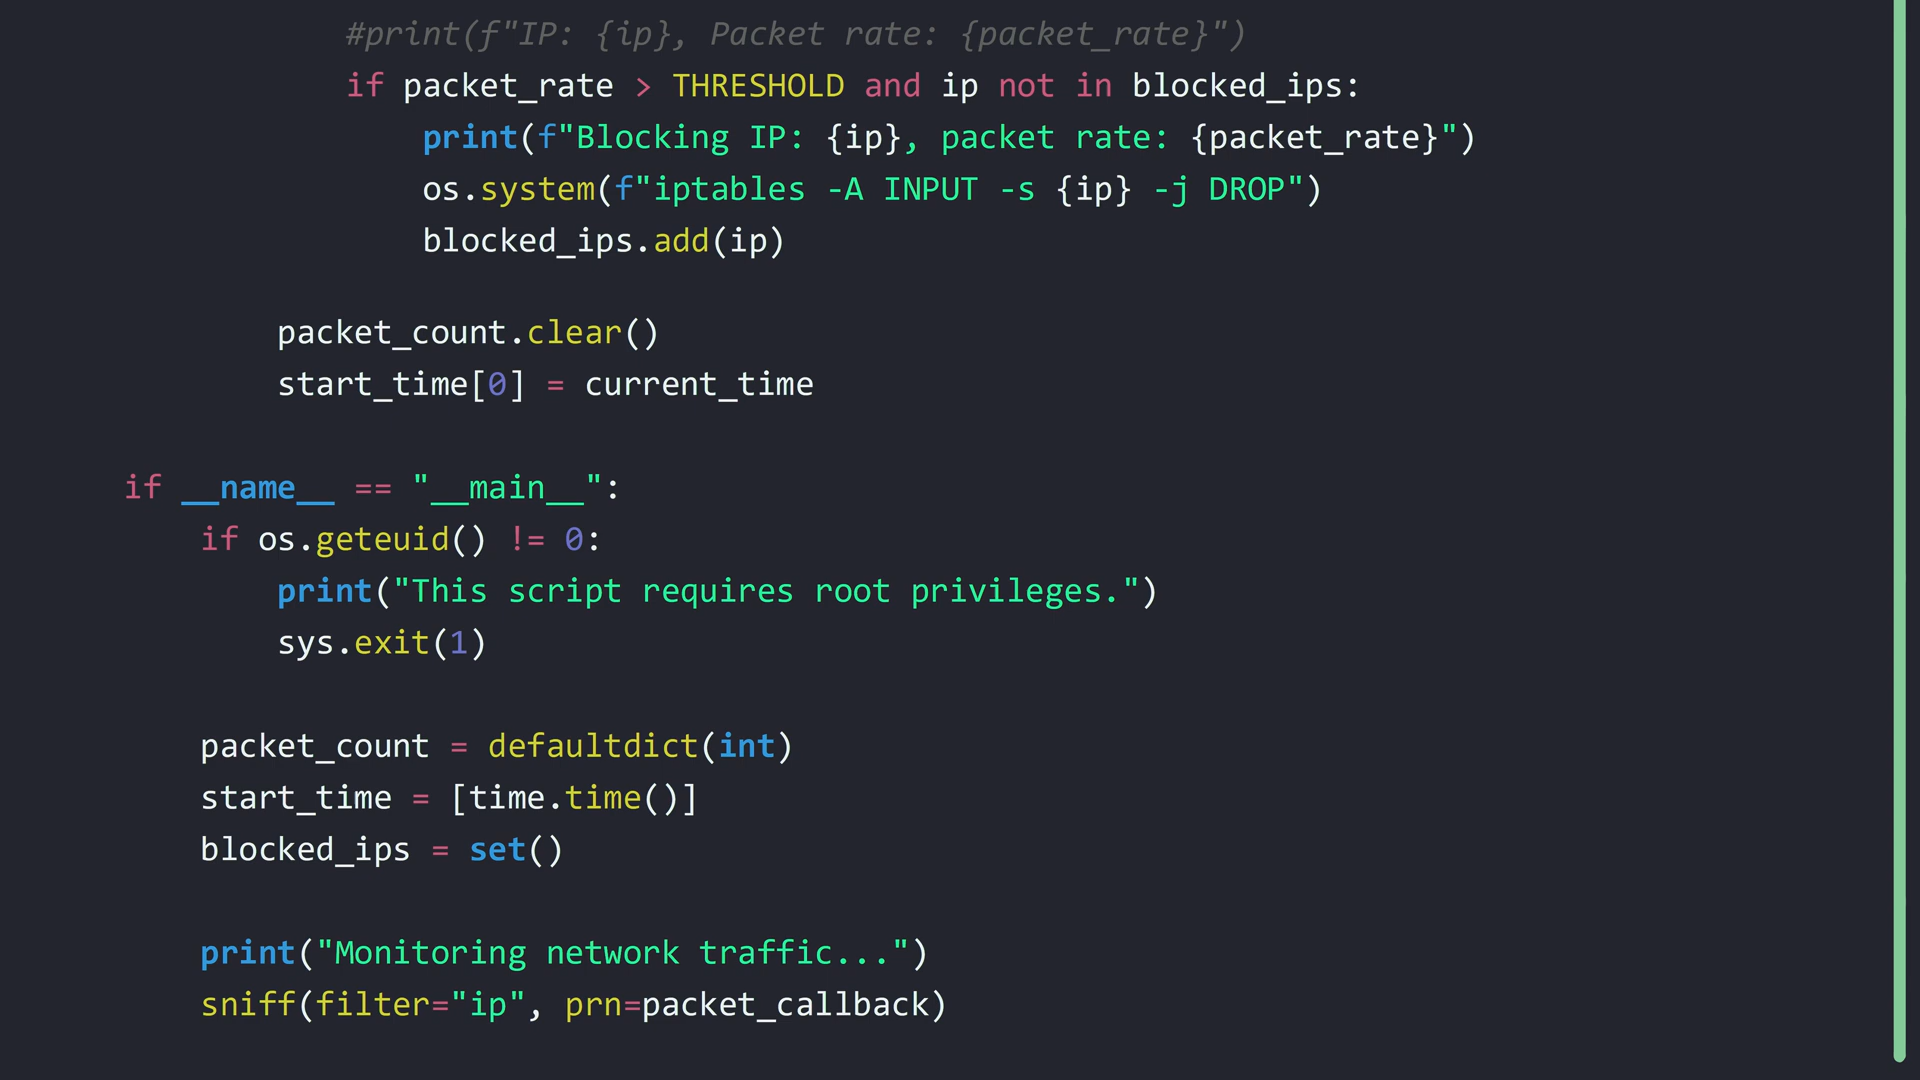 #print(f"IP: {ip}, Packet rate: {packet_rate}")
if packet_rate > THRESHOLD and ip not in blocked_ips:
print(f"Blocking IP: {ip}, packet rate: {packet_rate}")
os.system(f"iptables -A INPUT -s {ip} -j DROP")
blocked_ips.add(ip)
packet_count.clear()
start_time[0] = current_time
if __name__ == "__main__":
if os.geteuid() != 0:
print("This script requires root privileges.")
sys.exit(1)
packet_count = defaultdict(int)
start_time = [time.time()]
blocked_ips = set()
print("Monitoring network traffic...")
sniff(filter="ip", prn=packet_callback)